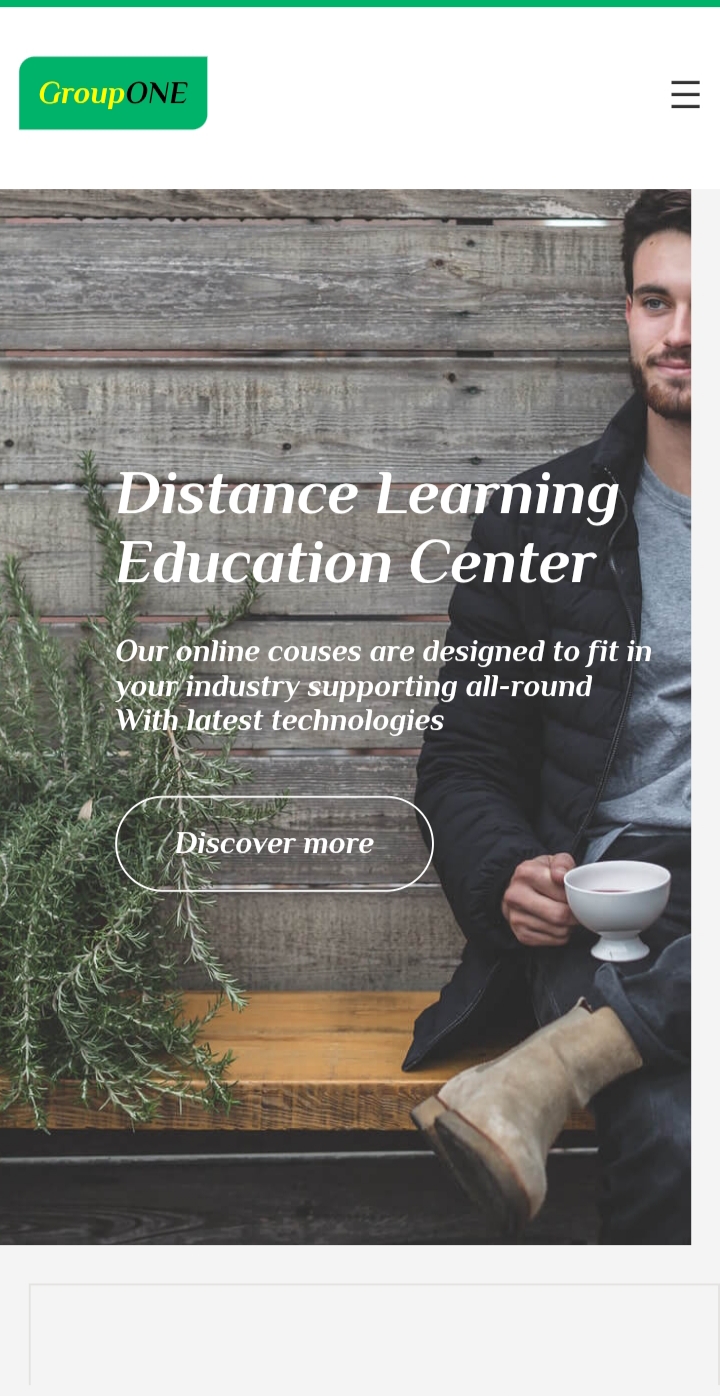 GroupONE
Distance Learning
Education Center
Our online couses are designed to fit in
your industry supporting all-round
With latest technologies
Discover more